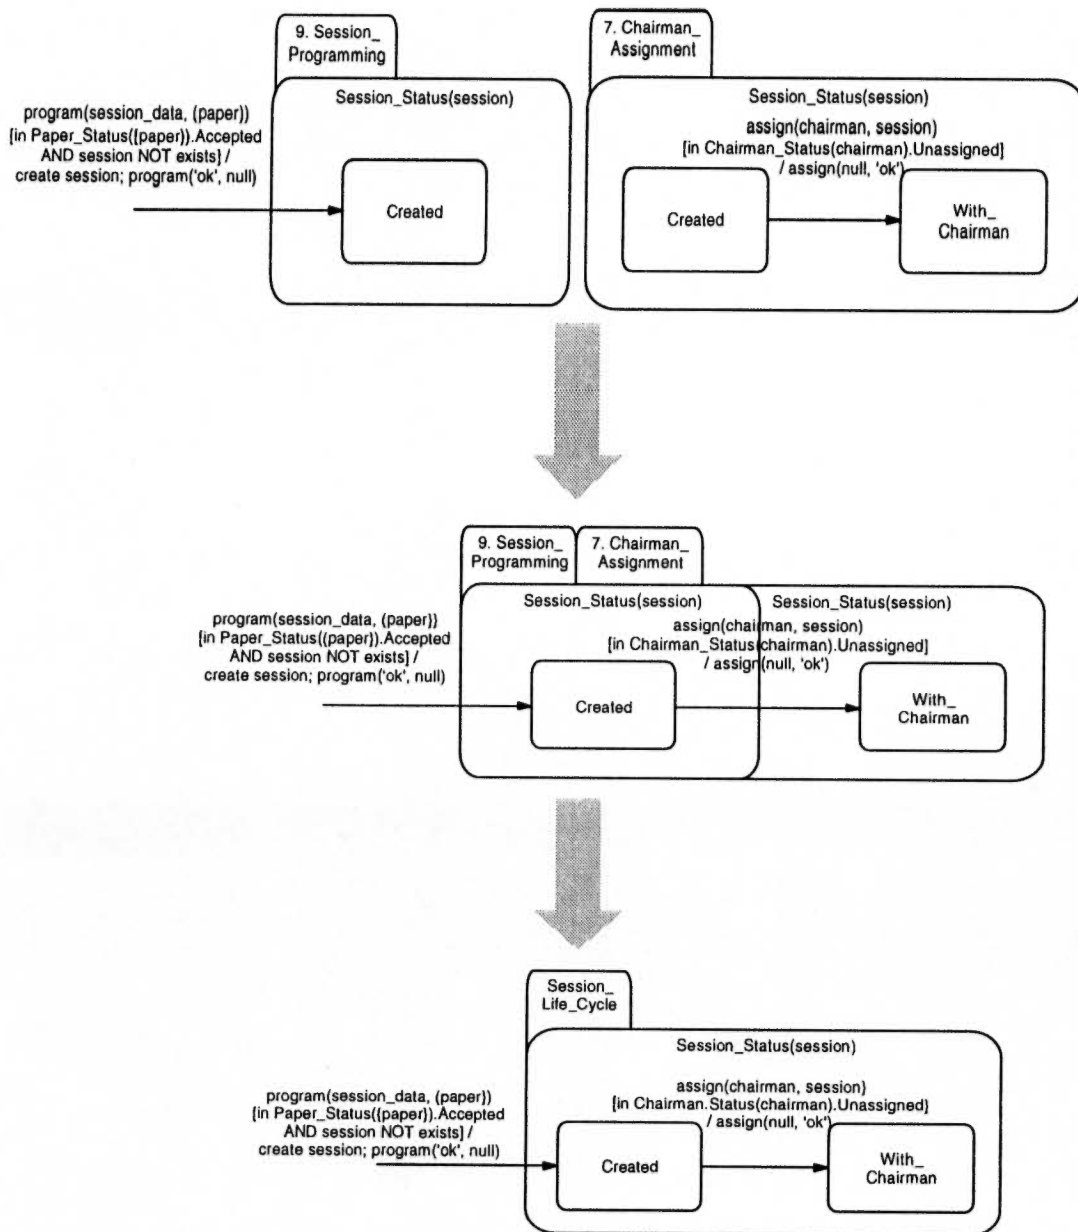 9. Session_
Programming
Session_Status(session)
program(session_data, (paper))
[in Paper_Status([paper)).Accepted
AND session NOT exists] /
create session; program('ok', null)
Created
7. Chairman_
Assignment
Session_Status(session)
assign(chairman, session)
[in Chairman_Status(chairman).Unassigned]
/ assign(null, 'ok')
Created
With_
Chairman
9. Session_
Programming
7. Chairman_
Assignment
Session_Status(session)
Session_Status(session)
program(session_data, (paper}}
[in Paper_Status((paper)).Accepted
AND session NOT exists] /
create session; program('ok', null)
assign(chairman, session)
[in Chairman_Status(chairman).Unassigned]
/ assign(null, 'ok')
Created
With_
Chairman
Session_
Life_Cycle
Session_Status(session)
program(session_data, (paper})
[in Paper_Status((paper)).Accepted
AND session NOT exists] /
create session; program('ok', null)
assign(chairman, session)
[in Chairman.Status(chairman).Unassigned}
/ assign(null, 'ok')
Created
With_
Chairman